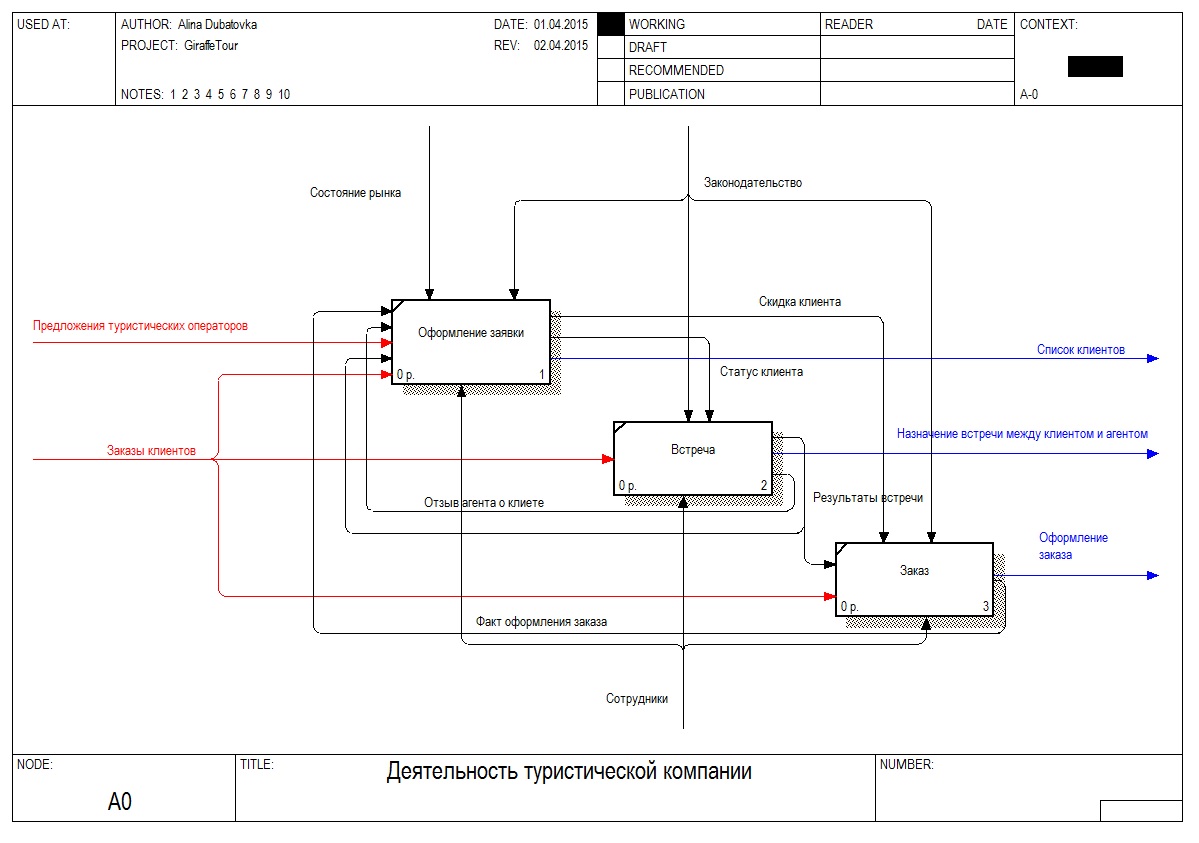 USED AT:
AUTHOR: Alina Dubatovka
DATE: 01.04.2015
PROJECT: GiraffeTour
REV: 02.04.2015
NOTES: 1 2 3 4 5 6 7 8 9 10
WORKING
DRAFT
RECOMMENDED
PUBLICATION
READER
DATE
CONTEXT:
A-0
Состояние рынка
Законодательство
Предложения туристических операторов
Оформление заявки
0 р.
1
Скидка клиента
Список клиентов
Статус клиента
Заказы клиентов
Встреча
0 р.
2
Назначение встречи между клиентом и агентом
Отзыв агента о клиете
Результаты встречи
Оформление
заказа
Заказ
0 р.
3
Факт оформления заказа
Сотрудники
NODE:
A0
TITLE:
Деятельность туристической компании
NUMBER: